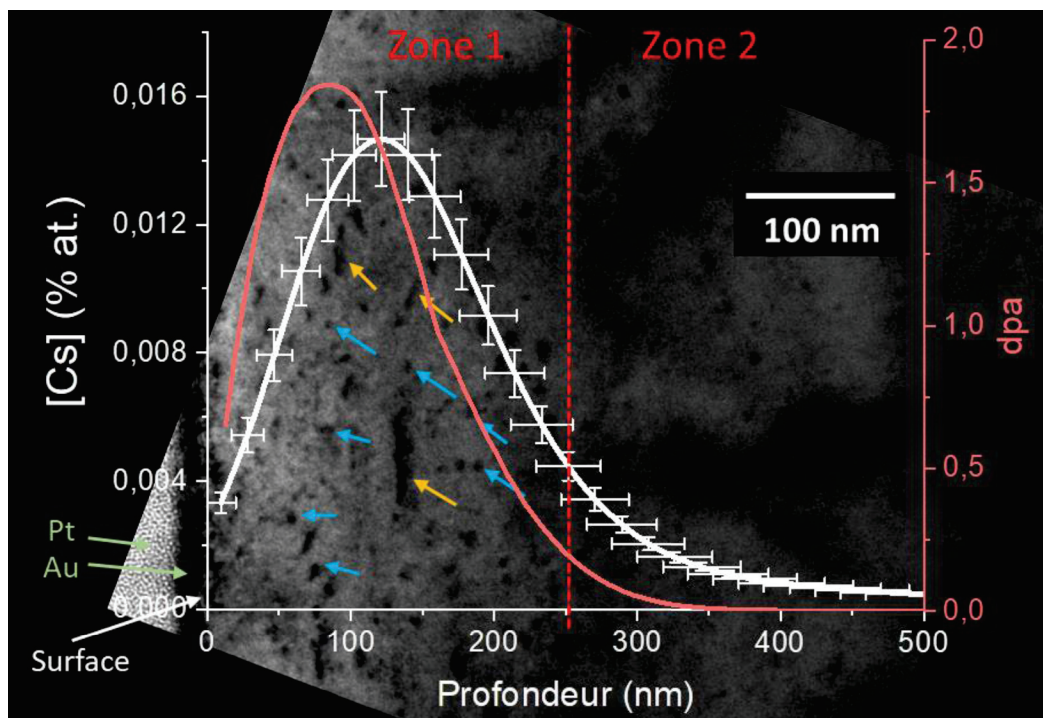 Zone 1
Zone 2
2,0
0,016
1,5
100 nm
0,012
[Cs] (% at.)
1,0
dpa
0,008
0,004
0,5
Pt
Au
0,000
0,0
Surface
0
100
200
300
400
500
Profondeur (nm)